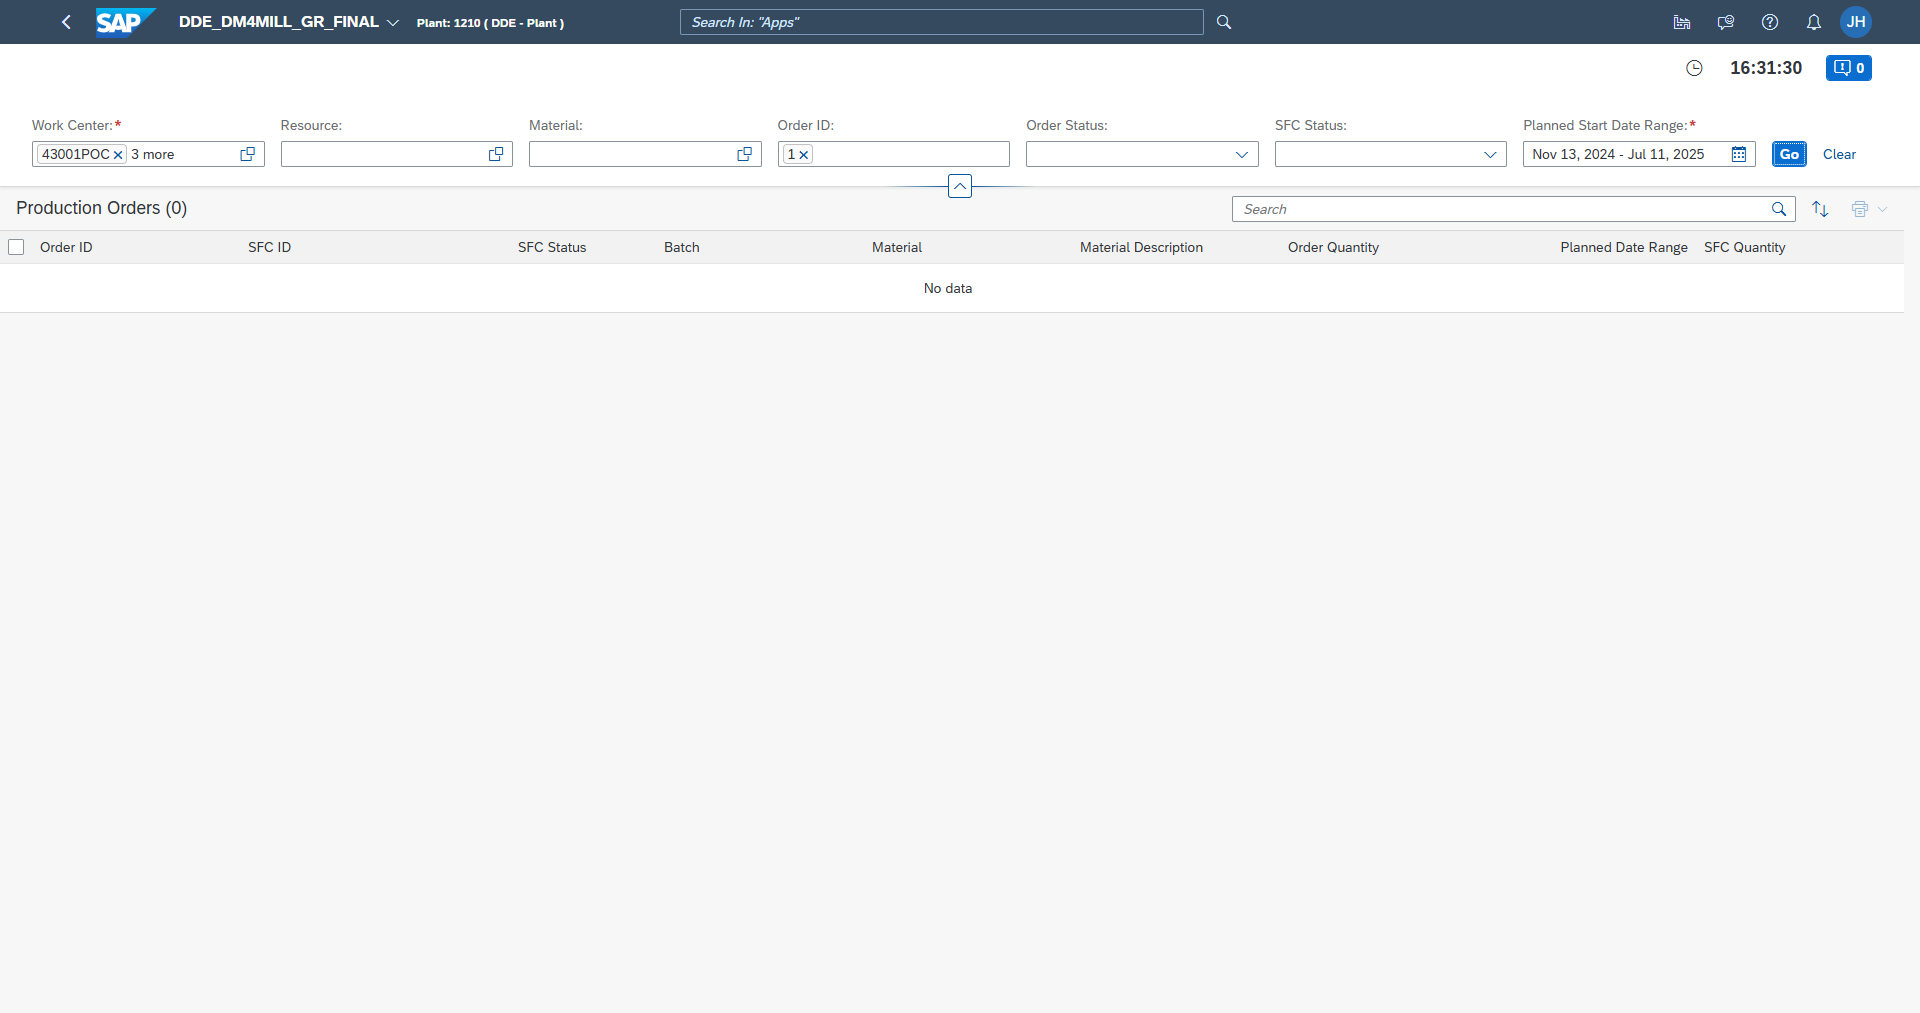 SAP DDE_DM4MILL_GR_FINAL Plant: 1210 ( DDE - Plant ) Search In: "Apps" JH
16:31:30 0
Work Center:* Resource: Material: Order ID: Order Status: SFC Status: Planned Start Date Range:*
43001POC 3 more 1 Nov 13, 2024 - Jul 11, 2025 Go Clear
Production Orders (0) Search
Order ID SFC ID SFC Status Batch Material Material Description Order Quantity Planned Date Range SFC Quantity
No data